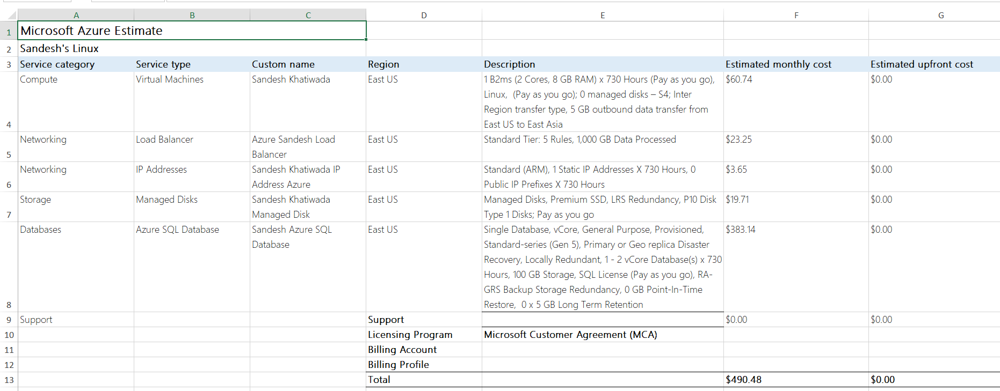 A B C D E F G
1 Microsoft Azure Estimate
2 Sandesh's Linux
3 Service category Service type Custom name Region Description Estimated monthly cost Estimated upfront cost
Compute Virtual Machines Sandesh Khatiwada East US 1 B2ms (2 Cores, 8 GB RAM) x 730 Hours (Pay as you go), $60.74 $0.00
Linux,  (Pay as you go); 0 managed disks – S4; Inter
Region transfer type, 5 GB outbound data transfer from
4 East US to East Asia
Networking Load Balancer Azure Sandesh Load East US Standard Tier: 5 Rules, 1,000 GB Data Processed $23.25 $0.00
5 Balancer
Networking IP Addresses Sandesh Khatiwada IP East US Standard (ARM), 1 Static IP Addresses X 730 Hours, 0 $3.65 $0.00
6 Address Azure Public IP Prefixes X 730 Hours
Storage Managed Disks Sandesh Khatiwada East US Managed Disks, Premium SSD, LRS Redundancy, P10 Disk $19.71 $0.00
7 Managed Disk Type 1 Disks; Pay as you go
Databases Azure SQL Database Sandesh Azure SQL East US Single Database, vCore, General Purpose, Provisioned, $383.14 $0.00
Database Standard-series (Gen 5), Primary or Geo replica Disaster
Recovery, Locally Redundant, 1 - 2 vCore Database(s) x 730
Hours, 100 GB Storage, SQL License (Pay as you go), RA-
GRS Backup Storage Redundancy, 0 GB Point-In-Time
8 Restore,  0 x 5 GB Long Term Retention
9 Support Support $0.00 $0.00
10 Licensing Program Microsoft Customer Agreement (MCA)
11 Billing Account
12 Billing Profile
13 Total $490.48 $0.00